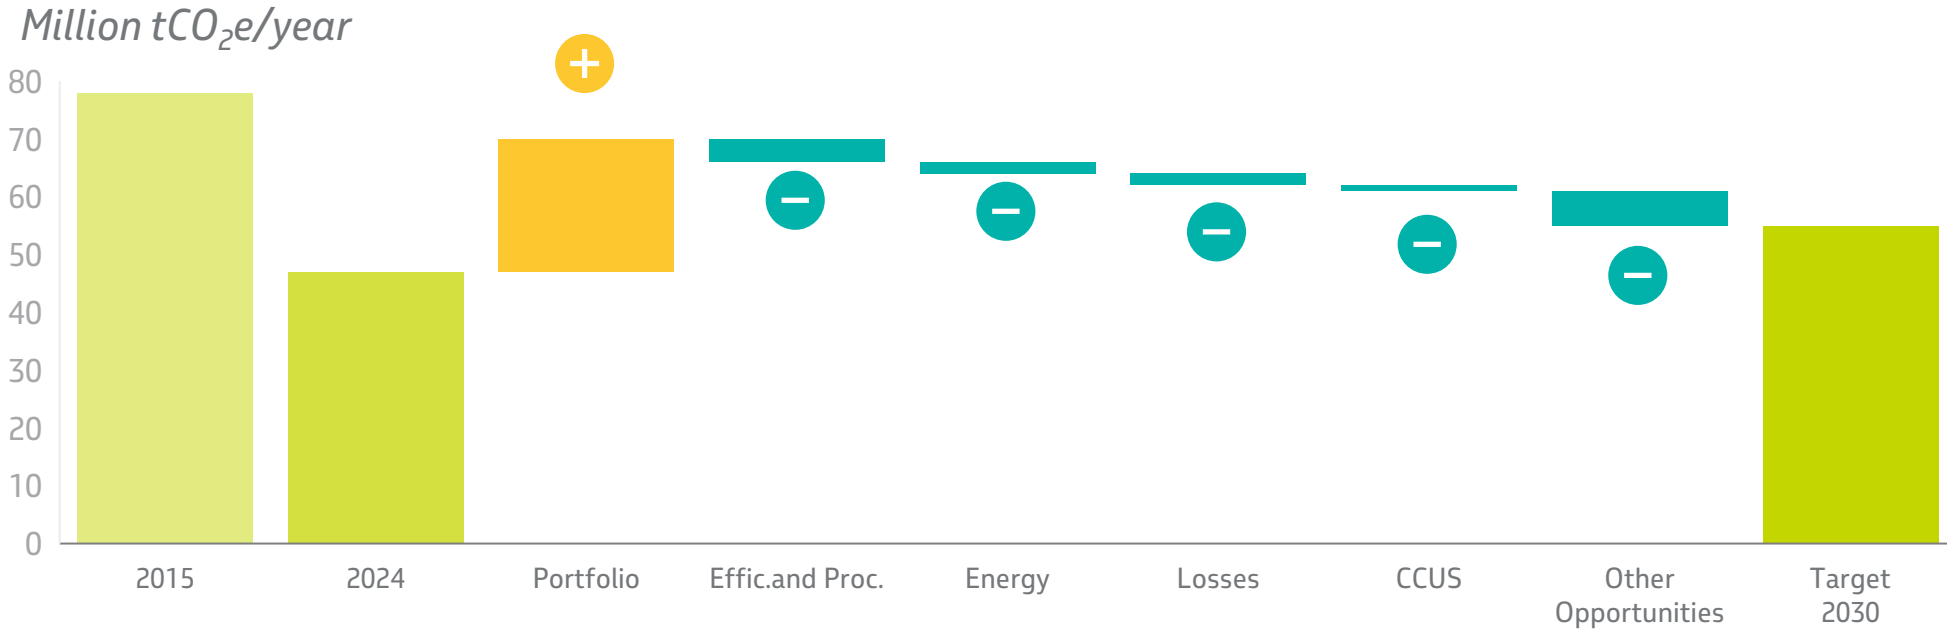 Million tCO₂e/year
80
70
60
50
40
30
20
10
0
2015
2024
Portfolio
Effic.and Proc.
Energy
Losses
CCUS
Other
Opportunities
Target
2030